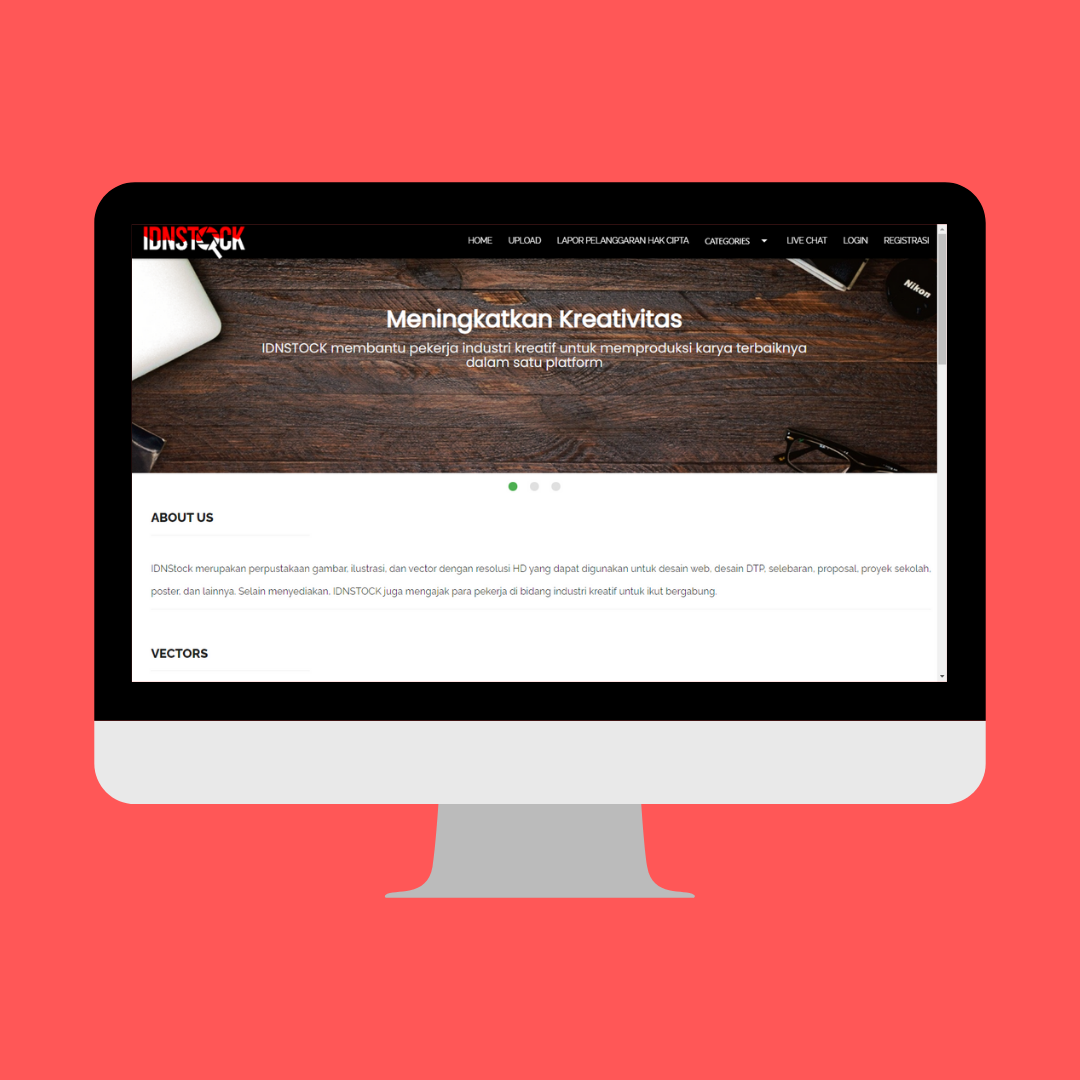 IDNSTOCK
HOME UPLOAD LAPOR PELANGGARAN HAK CIPTA CATEGORIES LIVE CHAT LOGIN REGISTRASI
Nikon
Meningkatkan Kreativitas
IDNSTOCK membantu pekerja industri kreatif untuk memproduksi karya terbaiknya
dalam satu platform
ABOUT US
IDNStock merupakan perpustakaan gambar, ilustrasi, dan vector dengan resolusi HD yang dapat digunakan untuk desain web, desain DTP, selebaran, proposal, proyek sekolah,
poster, dan lainnya. Selain menyediakan, IDNSTOCK juga mengajak para pekerja di bidang industri kreatif untuk ikut bergabung.
VECTORS